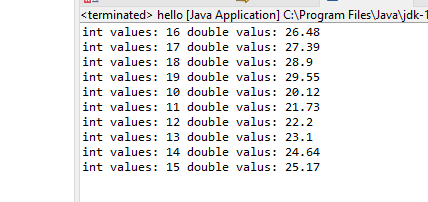 <terminated> hello [Java Application] C:\Program Files\Java\jdk-1
int values: 16 double valus: 26.48
int values: 17 double valus: 27.39
int values: 18 double valus: 28.9
int values: 19 double valus: 29.55
int values: 10 double valus: 20.12
int values: 11 double valus: 21.73
int values: 12 double valus: 22.2
int values: 13 double valus: 23.1
int values: 14 double valus: 24.64
int values: 15 double valus: 25.17